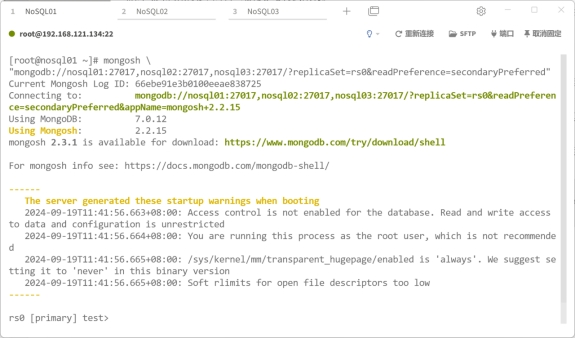 1 NoSQL01 2 NoSQL02 3 NoSQL03
root@192.168.121.134:22 重新连接 SFTP 端口 取消固定
[root@nosql01 ~]# mongosh \
"mongodb://nosql01:27017,nosql02:27017,nosql03:27017/?replicaSet=rs0&readPreference=secondaryPreferred"
Current Mongosh Log ID: 66ebe91e3b0100eeae838725
Connecting to: mongodb://nosql01:27017,nosql02:27017,nosql03:27017/?replicaSet=rs0&readPreferen
ce=secondaryPreferred&appName=mongosh+2.2.15
Using MongoDB: 7.0.12
Using Mongosh: 2.2.15
mongosh 2.3.1 is available for download: https://www.mongodb.com/try/download/shell
For mongosh info see: https://docs.mongodb.com/mongodb-shell/
------
The server generated these startup warnings when booting
2024-09-19T11:41:56.663+08:00: Access control is not enabled for the database. Read and write access
to data and configuration is unrestricted
2024-09-19T11:41:56.664+08:00: You are running this process as the root user, which is not recommende
d
2024-09-19T11:41:56.665+08:00: /sys/kernel/mm/transparent_hugepage/enabled is 'always'. We suggest se
tting it to 'never' in this binary version
2024-09-19T11:41:56.665+08:00: Soft rlimits for open file descriptors too low
------
rs0 [primary] test>